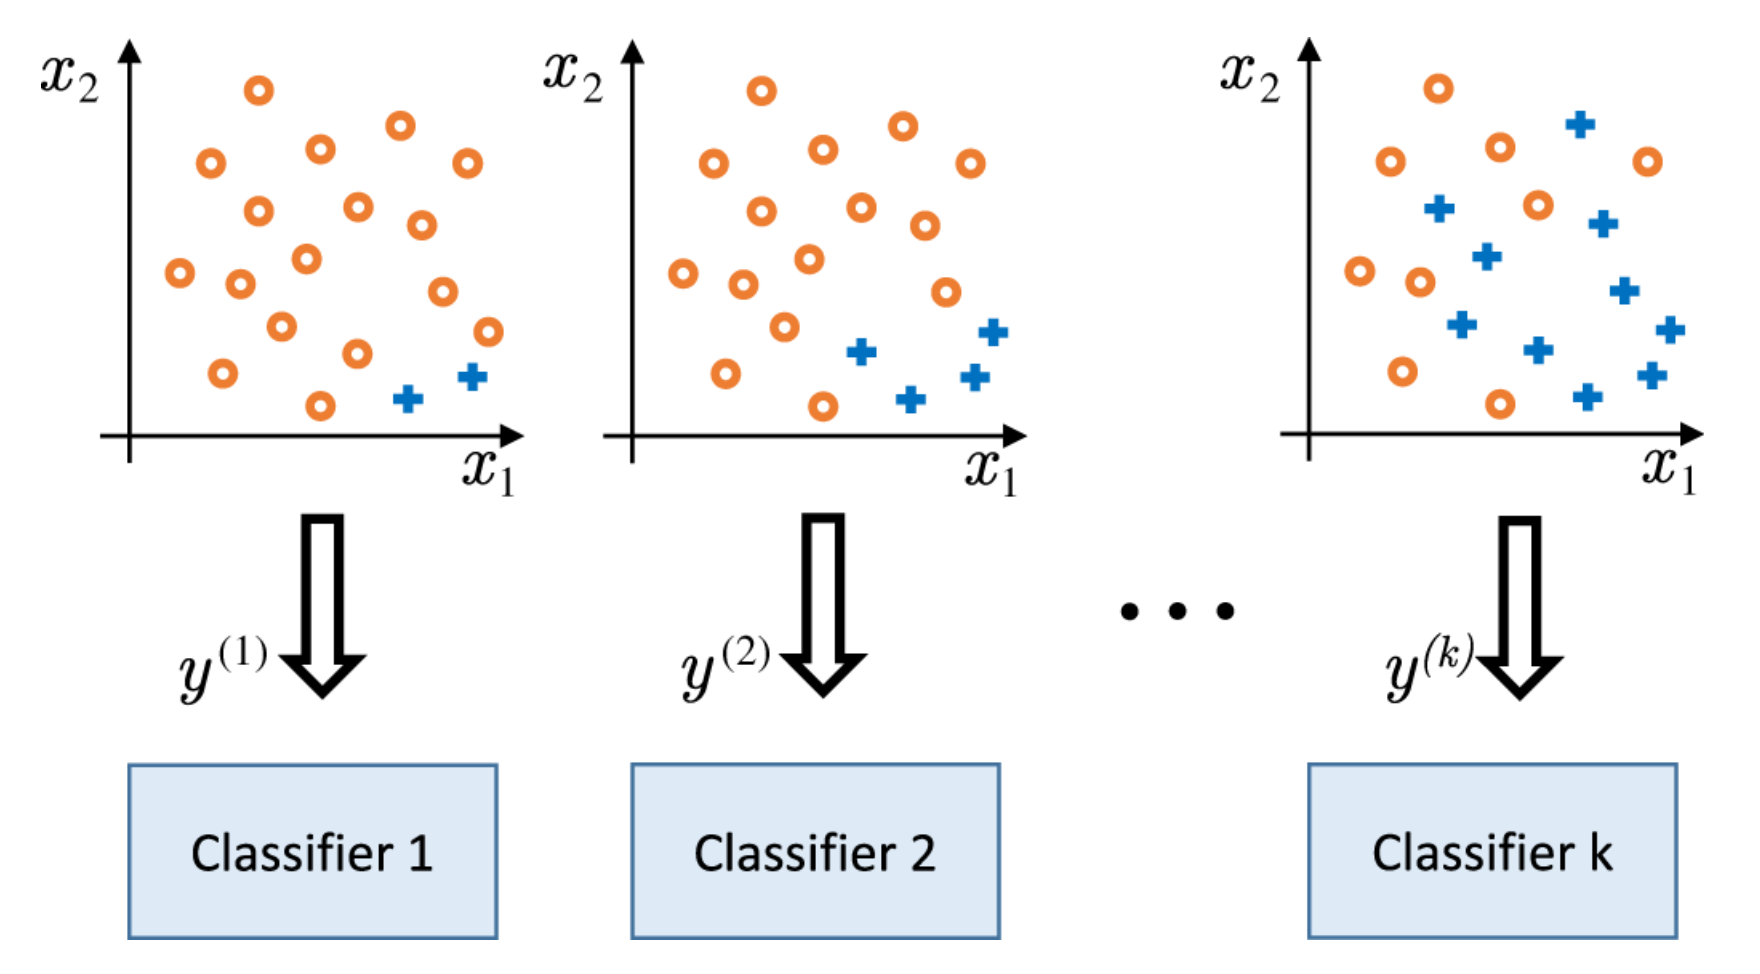 x₂
x₂
x₂
x₁
x₁
x₁
y⁽¹⁾
y⁽²⁾
. . .
y⁽ᵏ⁾
Classifier 1
Classifier 2
Classifier k